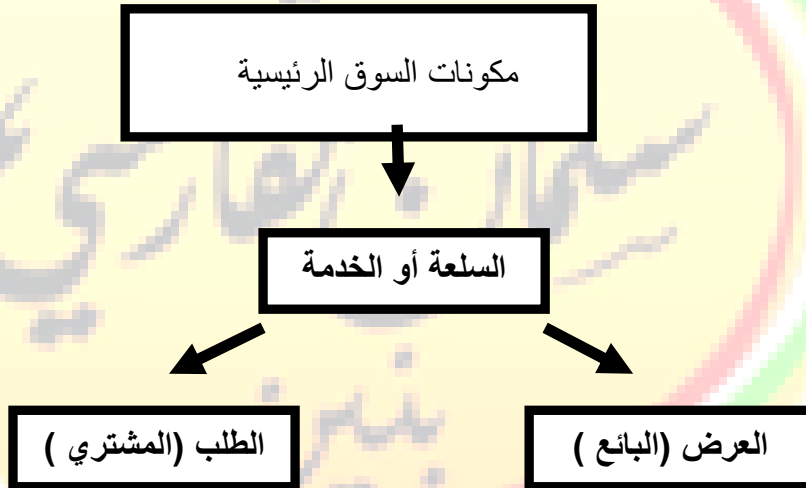 مكونات السوق الرئيسية
السلعة أو الخدمة
العرض (البائع )
الطلب (المشتري )